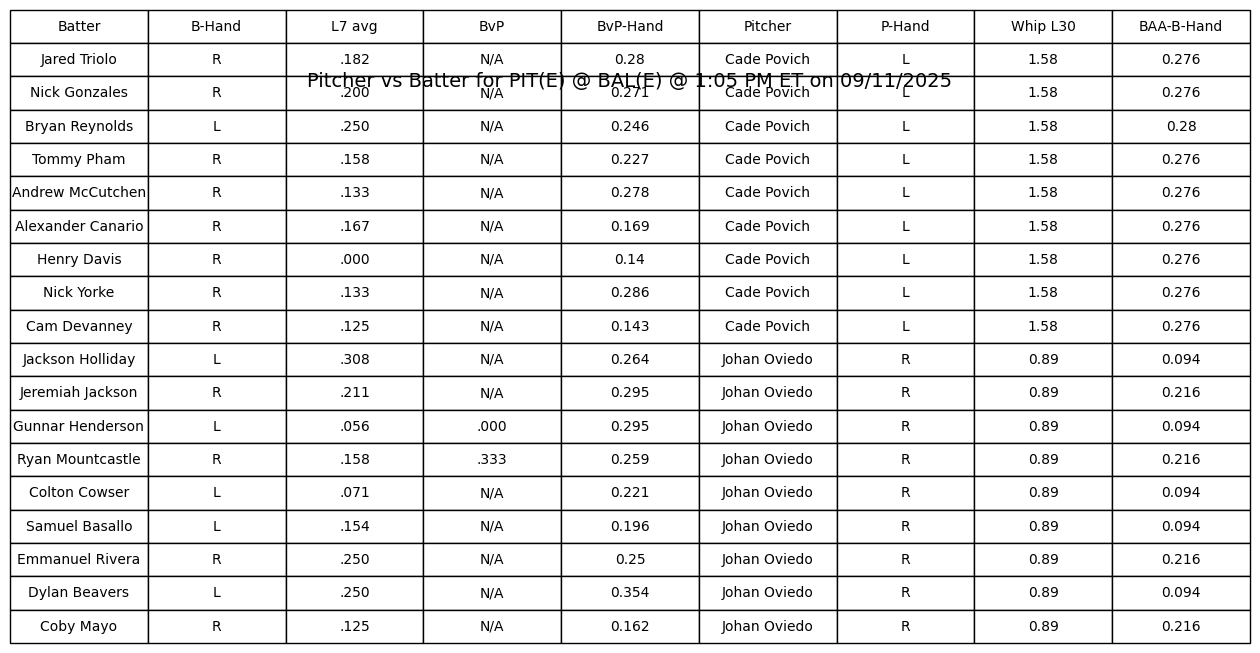 Batter B-Hand L7 avg BvP BvP-Hand Pitcher P-Hand Whip L30 BAA-B-Hand
Jared Triolo R .182 N/A 0.28 Cade Povich L 1.58 0.276
Pitcher vs Batter for PIT(E) @ BAL(E) @ 1:05 PM ET on 09/11/2025
Nick Gonzales R .200 N/A 0.271 Cade Povich L 1.58 0.276
Bryan Reynolds L .250 N/A 0.246 Cade Povich L 1.58 0.28
Tommy Pham R .158 N/A 0.227 Cade Povich L 1.58 0.276
Andrew McCutchen R .133 N/A 0.278 Cade Povich L 1.58 0.276
Alexander Canario R .167 N/A 0.169 Cade Povich L 1.58 0.276
Henry Davis R .000 N/A 0.14 Cade Povich L 1.58 0.276
Nick Yorke R .133 N/A 0.286 Cade Povich L 1.58 0.276
Cam Devanney R .125 N/A 0.143 Cade Povich L 1.58 0.276
Jackson Holliday L .308 N/A 0.264 Johan Oviedo R 0.89 0.094
Jeremiah Jackson R .211 N/A 0.295 Johan Oviedo R 0.89 0.216
Gunnar Henderson L .056 .000 0.295 Johan Oviedo R 0.89 0.094
Ryan Mountcastle R .158 .333 0.259 Johan Oviedo R 0.89 0.216
Colton Cowser L .071 N/A 0.221 Johan Oviedo R 0.89 0.094
Samuel Basallo L .154 N/A 0.196 Johan Oviedo R 0.89 0.094
Emmanuel Rivera R .250 N/A 0.25 Johan Oviedo R 0.89 0.216
Dylan Beavers L .250 N/A 0.354 Johan Oviedo R 0.89 0.094
Coby Mayo R .125 N/A 0.162 Johan Oviedo R 0.89 0.216